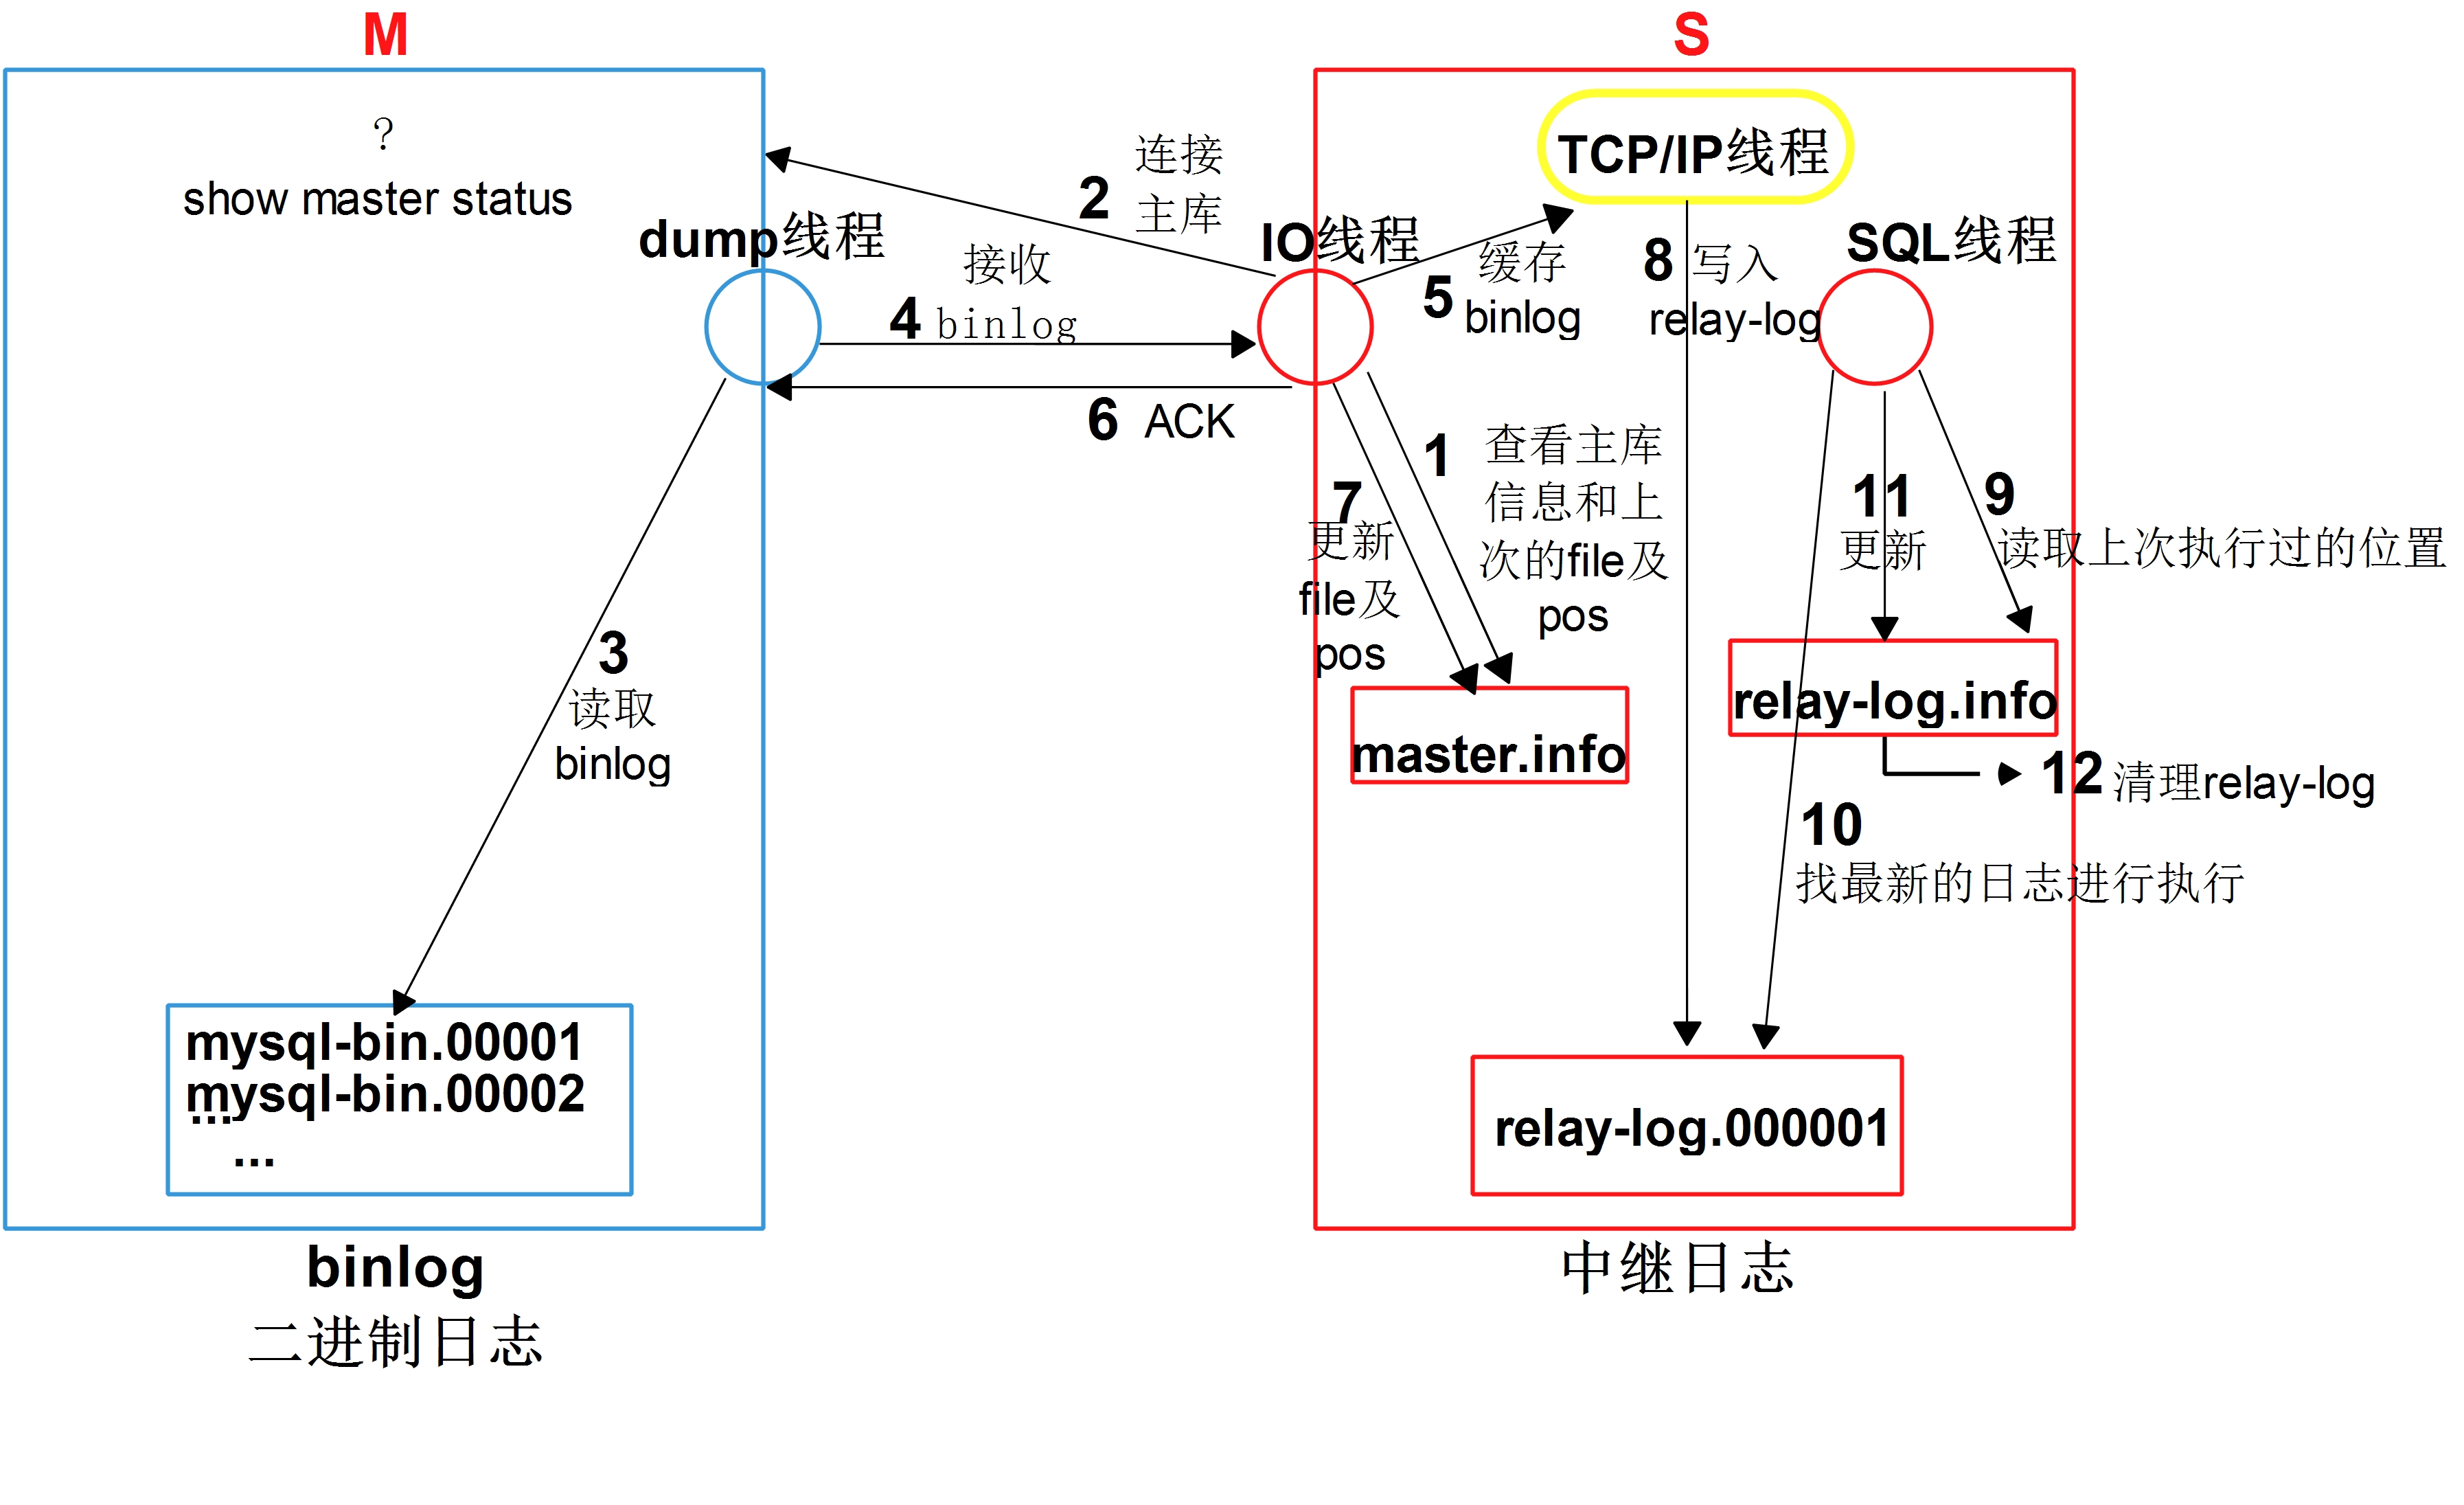 M
?
show master status
dump线程
3
读取
binlog
mysql-bin.00001
mysql-bin.00002
...
...
binlog
二进制日志
2
连接
主库
接收
4 binlog
6 ACK
S
TCP/IP线程
IO线程
5
缓存
binlog
8 写入
relay-log
SQL线程
7
更新
file及
pos
1
查看主库
信息和上
次的file及
pos
master.info
11
更新
9
读取上次执行过的位置
relay-log.info
12 清理relay-log
10
找最新的日志进行执行
relay-log.000001
中继日志